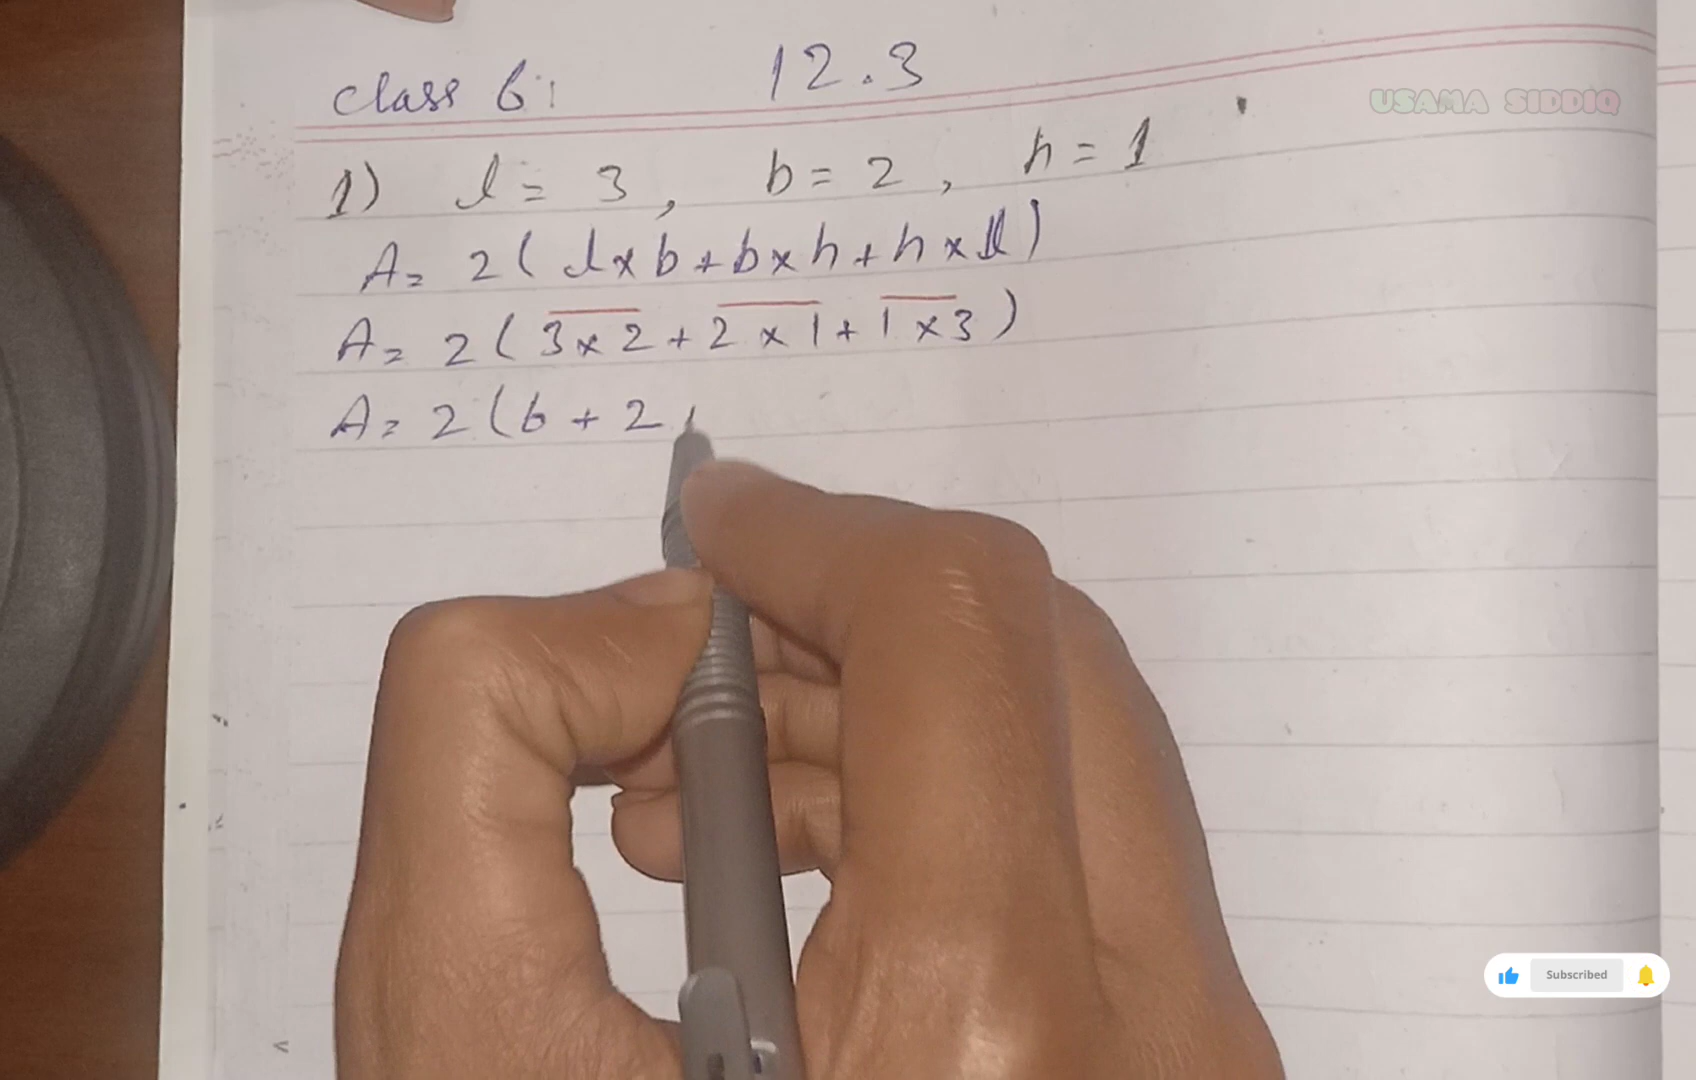 class 6: 12.3
USAMA SIDDIQ
1) l = 3, b = 2, h = 1
A = 2 ( l x b + b x h + h x l )
A = 2 ( 3 x 2 + 2 x 1 + 1 x 3 )
A = 2 ( 6 + 2
Subscribed